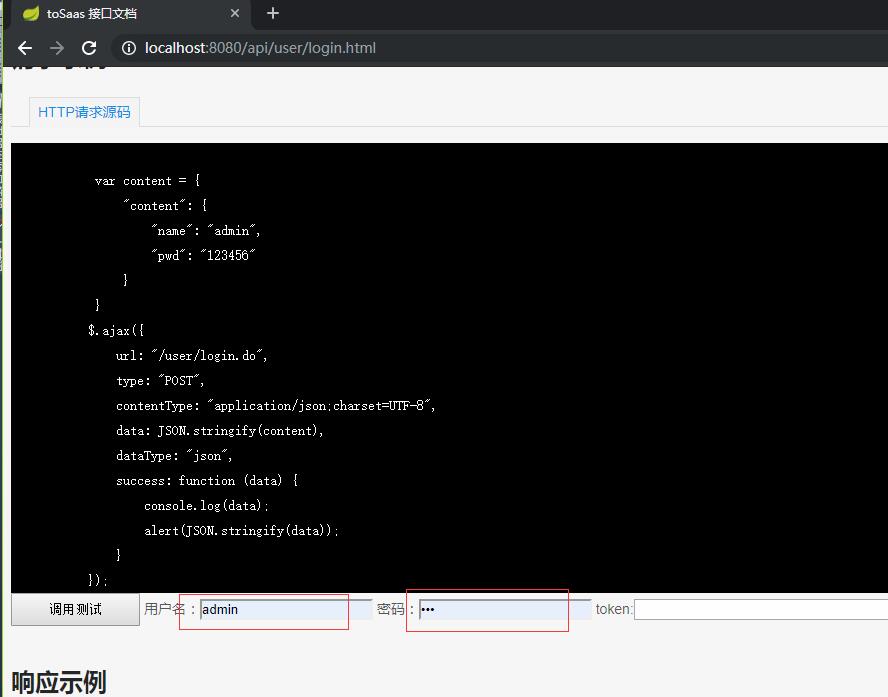 toSaas 接口文档
localhost:8080/api/user/login.html
HTTP请求源码
var content = {
"content": {
"name": "admin",
"pwd": "123456"
}
}
$.ajax({
url: "/user/login.do",
type: "POST",
contentType: "application/json;charset=UTF-8",
data: JSON.stringify(content),
dataType: "json",
success: function (data) {
console.log(data);
alert(JSON.stringify(data));
}
});
调用测试 用户名：admin 密码：••• token:
响应示例